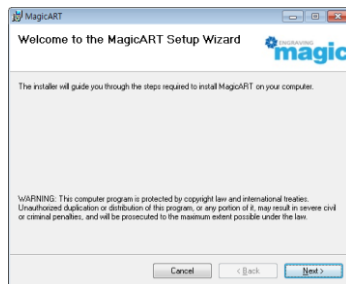 MagicART
Welcome to the MagicART Setup Wizard
ENGRAVING
magic
The installer will guide you through the steps required to install MagicART on your computer.
WARNING: This computer program is protected by copyright law and international treaties.
Unauthorized duplication or distribution of this program, or any portion of it, may result in severe civil
or criminal penalties, and will be prosecuted to the maximum extent possible under the law.
Cancel < Back Next >